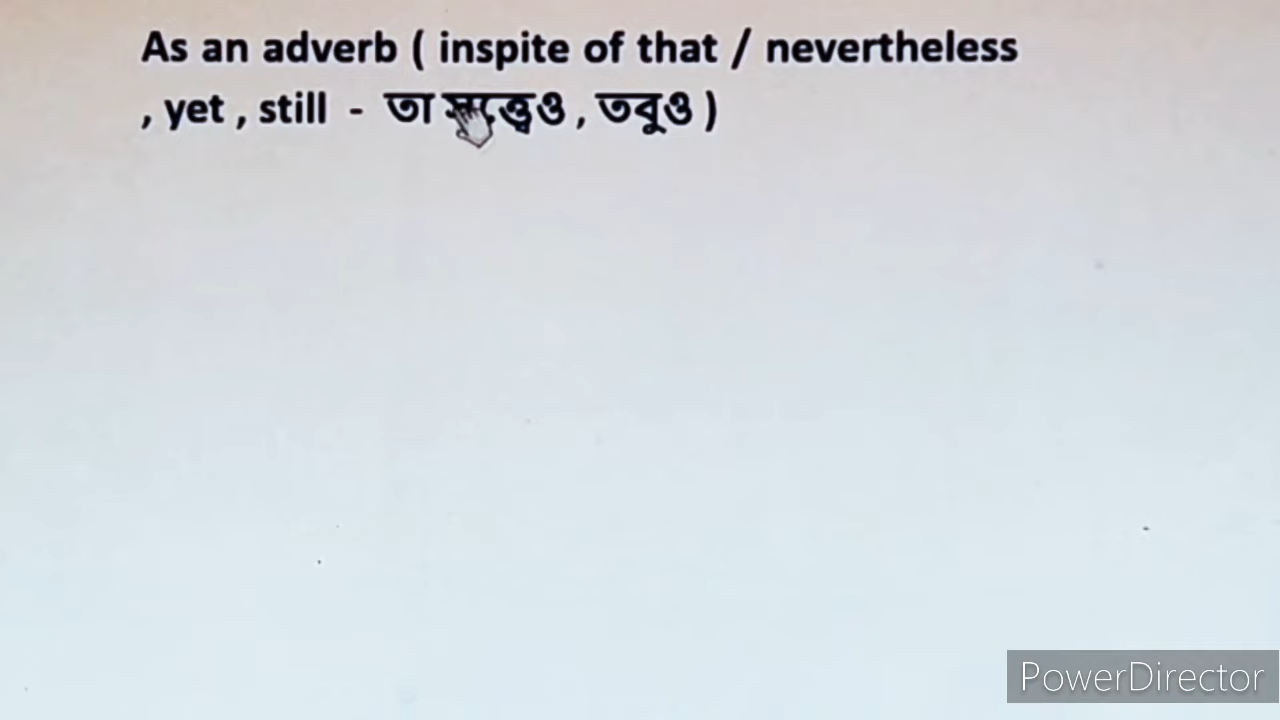 As an adverb ( inspite of that / nevertheless
, yet , still - তা সত্ত্বেও , তবুও )
PowerDirector